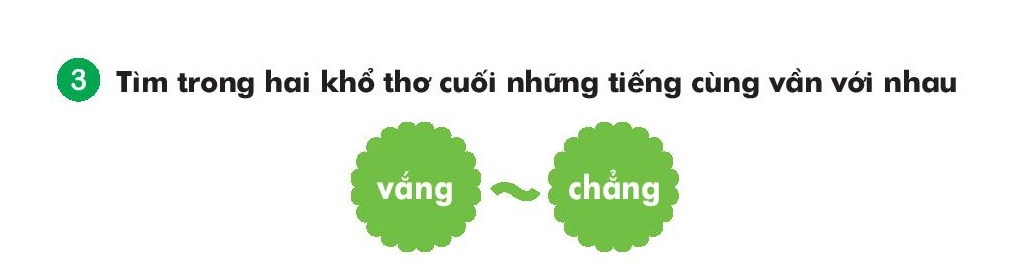 3 Tìm trong hai khổ thơ cuối những tiếng cùng vần với nhau
vắng ~ chẳng